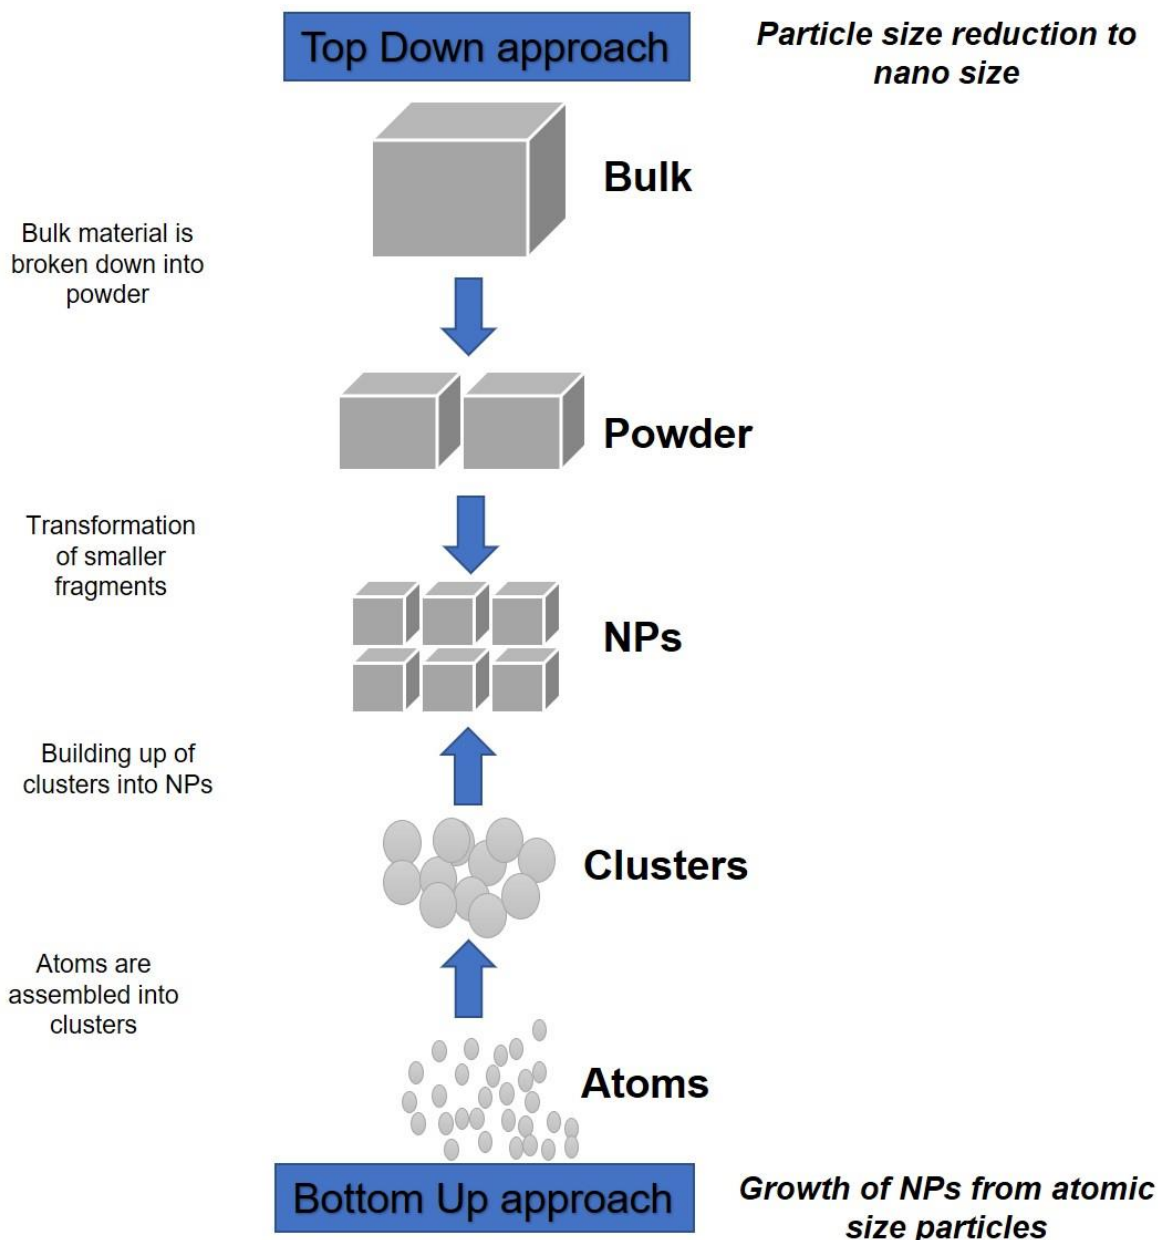 Top Down approach
Particle size reduction to
nano size
Bulk
Bulk material is
broken down into
powder
Powder
Transformation
of smaller
fragments
NPs
Building up of
clusters into NPs
Clusters
Atoms are
assembled into
clusters
Atoms
Bottom Up approach
Growth of NPs from atomic
size particles